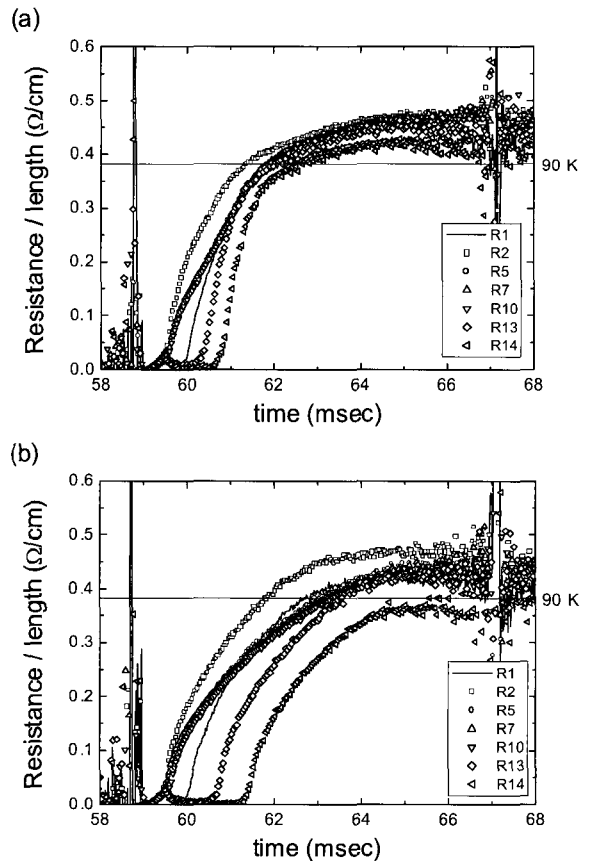 (a)
Resistance / length (Ω/cm)
0.6
0.5
0.4
0.3
0.2
0.1
0.0
90 K
R1
R2
R5
R7
R10
R13
R14
58 60 62 64 66 68
time (msec)
(b)
Resistance / length (Ω/cm)
0.6
0.5
0.4
0.3
0.2
0.1
0.0
90 K
R1
R2
R5
R7
R10
R13
R14
58 60 62 64 66 68
time (msec)